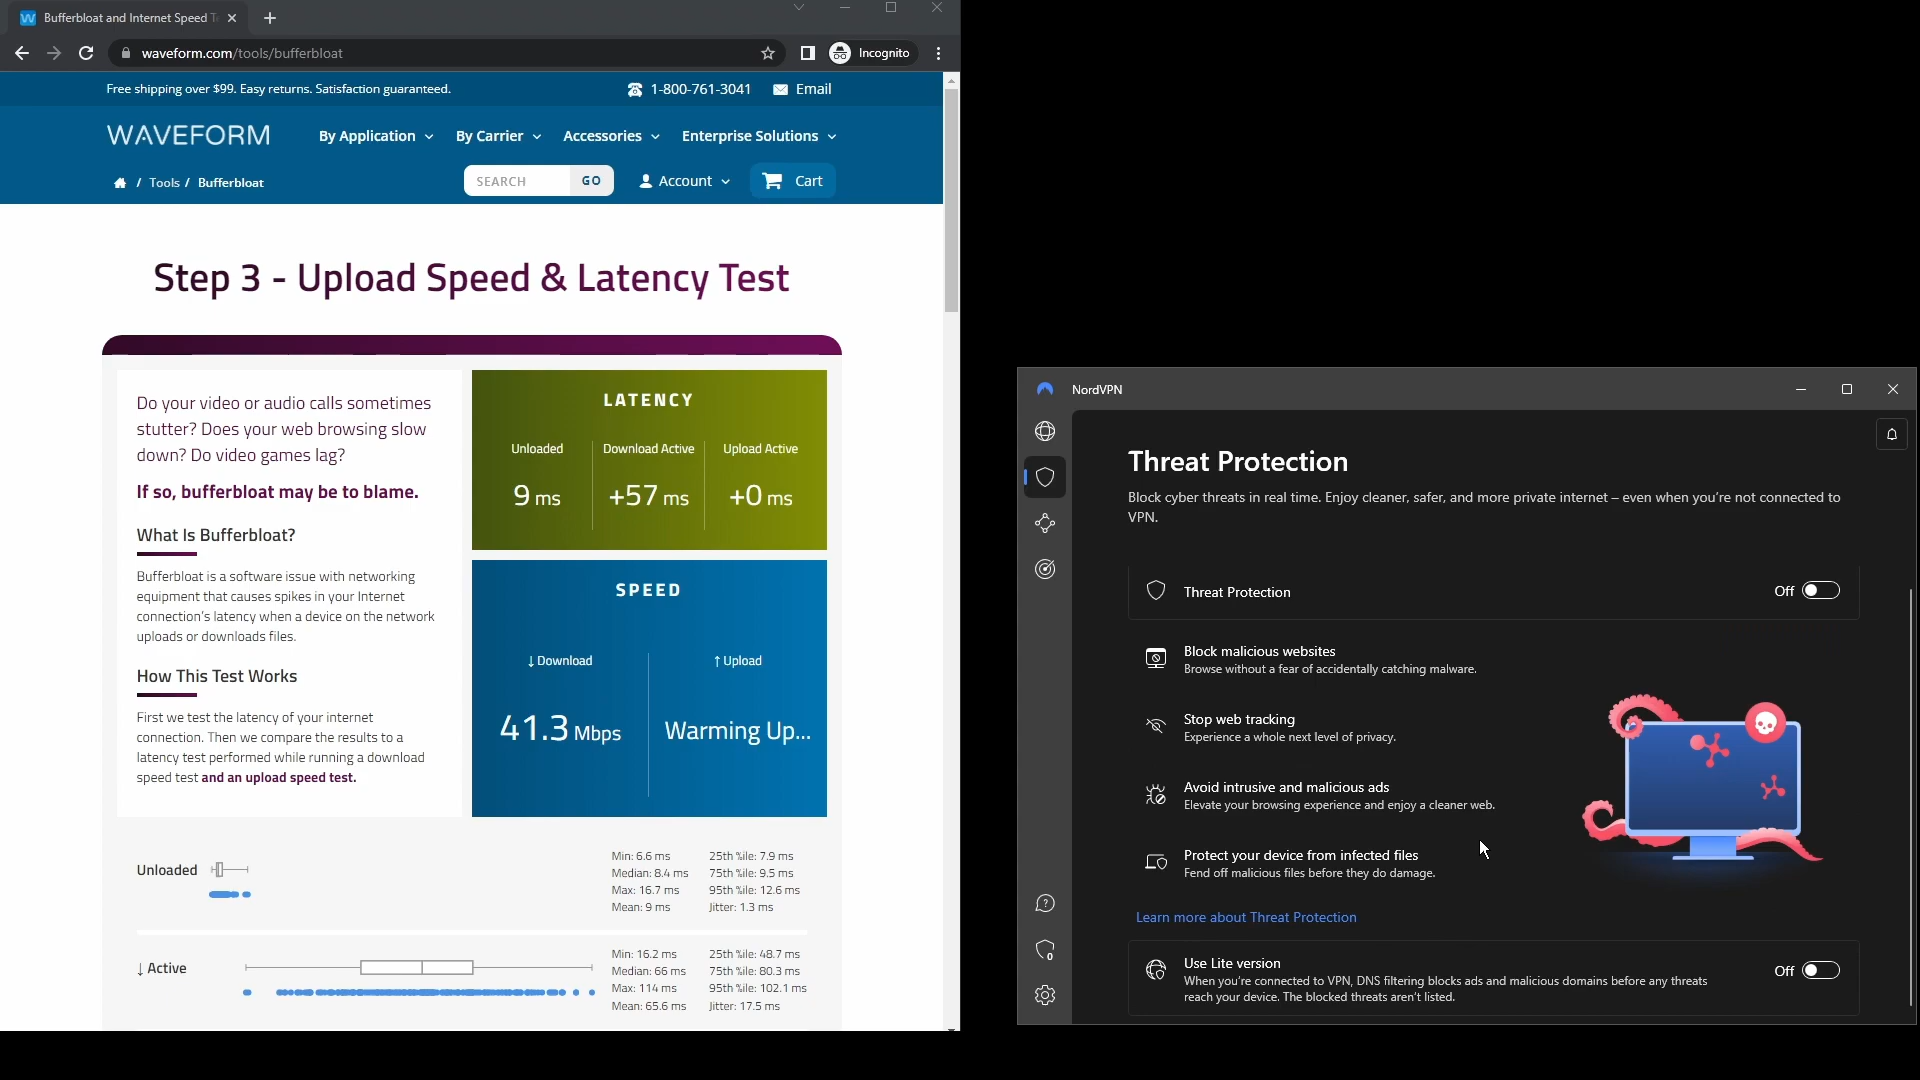 Bufferbloat and Internet Speed T
waveform.com/tools/bufferbloat
Incognito
Free shipping over $99. Easy returns. Satisfaction guaranteed.
1-800-761-3041
Email
WAVEFORM
By Application
By Carrier
Accessories
Enterprise Solutions
/ Tools / Bufferbloat
SEARCH
GO
Account
Cart
Step 3 - Upload Speed & Latency Test
Do your video or audio calls sometimes
stutter? Does your web browsing slow
down? Do video games lag?
If so, bufferbloat may be to blame.
What Is Bufferbloat?
Bufferbloat is a software issue with networking
equipment that causes spikes in your Internet
connection's latency when a device on the network
uploads or downloads files.
How This Test Works
First we test the latency of your internet
connection. Then we compare the results to a
latency test performed while running a download
speed test and an upload speed test.
LATENCY
Unloaded
Download Active
Upload Active
9 ms
+57 ms
+0 ms
SPEED
↓ Download
↑ Upload
41.3 Mbps
Warming Up...
Unloaded
Min: 6.6 ms
Median: 8.4 ms
Max: 16.7 ms
Mean: 9 ms
25th %ile: 7.9 ms
75th %ile: 9.5 ms
95th %ile: 12.6 ms
Jitter: 1.3 ms
↓ Active
Min: 16.2 ms
Median: 66 ms
Max: 114 ms
Mean: 65.6 ms
25th %ile: 48.7 ms
75th %ile: 80.3 ms
95th %ile: 102.1 ms
Jitter: 17.5 ms
NordVPN
Threat Protection
Block cyber threats in real time. Enjoy cleaner, safer, and more private internet – even when you're not connected to
VPN.
Threat Protection
Off
Block malicious websites
Browse without a fear of accidentally catching malware.
Stop web tracking
Experience a whole next level of privacy.
Avoid intrusive and malicious ads
Elevate your browsing experience and enjoy a cleaner web.
Protect your device from infected files
Fend off malicious files before they do damage.
Learn more about Threat Protection
Use Lite version
When you're connected to VPN, DNS filtering blocks ads and malicious domains before any threats
reach your device. The blocked threats aren't listed.
Off